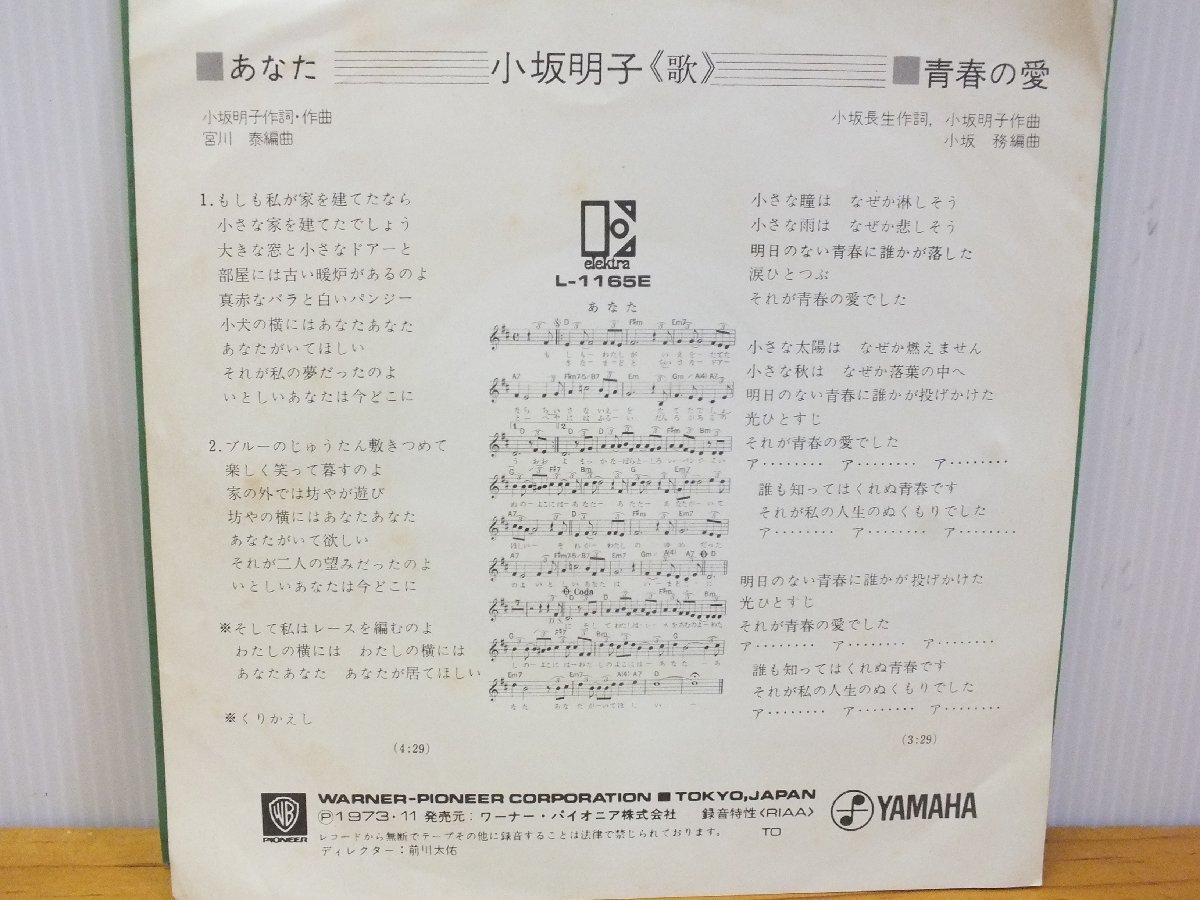 ■あなた 小坂明子《歌》 ■青春の愛
小坂明子作詞・作曲
宮川 泰編曲
小坂長生作詞, 小坂明子作曲
小坂 務編曲
1.もしも私が家を建てたなら
小さな家を建てたでしょう
大きな窓と小さなドアーと
部屋には古い暖炉があるのよ
真赤なバラと白いパンジー
小犬の横にはあなたあなた
あなたがいてほしい
それが私の夢だったのよ
いとしいあなたは今どこに
2.ブルーのじゅうたん敷きつめて
楽しく笑って暮すのよ
家の外では坊やが遊び
坊やの横にはあなたあなた
あなたがいて欲しい
それが二人の望みだったのよ
いとしいあなたは今どこに
※そして私はレースを編むのよ
わたしの横には わたしの横には
あなたあなた あなたが居てほしい
※くりかえし
(4:29)
elektra
L-1165E
あなた
小さな瞳は なぜか淋しそう
小さな雨は なぜか悲しそう
明日のない青春に誰かが落した
涙ひとつぶ
それが青春の愛でした
小さな太陽は なぜか燃えません
小さな秋は なぜか落葉の中へ
明日のない青春に誰かが投げかけた
光ひとすじ
それが青春の愛でした
ア‥‥‥‥ ア‥‥‥‥ ア‥‥‥‥
誰も知ってはくれぬ青春です
それが私の人生のぬくもりでした
ア‥‥‥‥ ア‥‥‥‥ ア‥‥‥‥
明日のない青春に誰かが投げかけた
光ひとすじ
それが青春の愛でした
ア‥‥‥‥ ア‥‥‥‥ ア‥‥‥‥
誰も知ってはくれぬ青春です
それが私の人生のぬくもりでした
ア‥‥‥‥ ア‥‥‥‥ ア‥‥‥‥
(3:29)
WB
PIONEER
WARNER-PIONEER CORPORATION ■ TOKYO, JAPAN
Ⓟ1973・11 発売元:ワーナー・パイオニア株式会社 録音特性〈RIAA〉
レコードから無断でテープその他に録音することは法律で禁じられております。 TO
ディレクター:前川太佑
YAMAHA